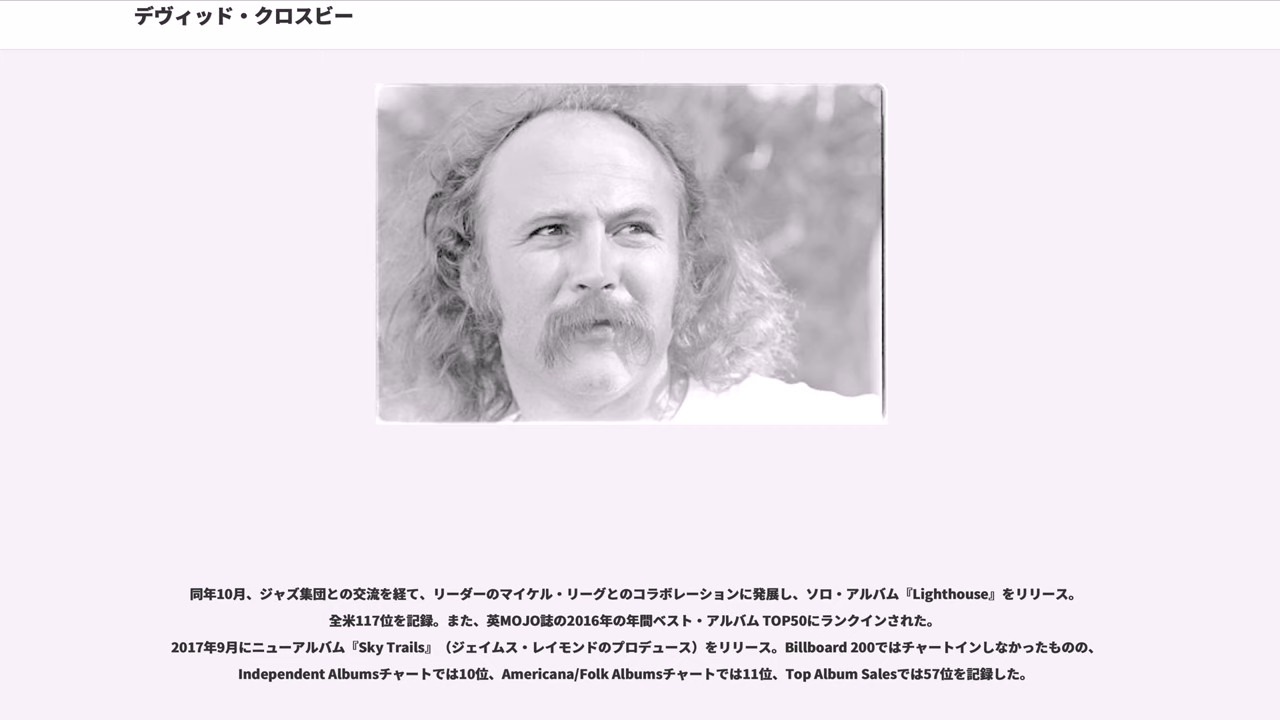 デヴィッド・クロスビー
同年10月、ジャズ集団との交流を経て、リーダーのマイケル・リーグとのコラボレーションに発展し、ソロ・アルバム『Lighthouse』をリリース。
全米117位を記録。また、英MOJO誌の2016年の年間ベスト・アルバム TOP50にランクインされた。
2017年9月にニューアルバム『Sky Trails』（ジェイムス・レイモンドのプロデュース）をリリース。Billboard 200ではチャートインしなかったものの、
Independent Albumsチャートでは10位、Americana/Folk Albumsチャートでは11位、Top Album Salesでは57位を記録した。